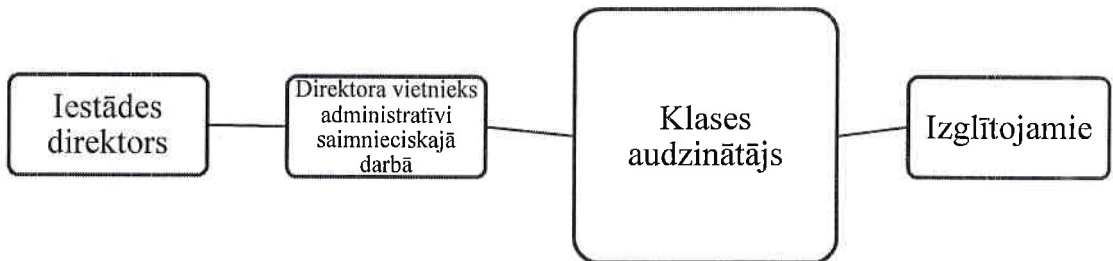 Iestādes
direktors
Direktora vietnieks
administratīvi
saimnieciskajā
darbā
Klases
audzinātājs
Izglītojamie